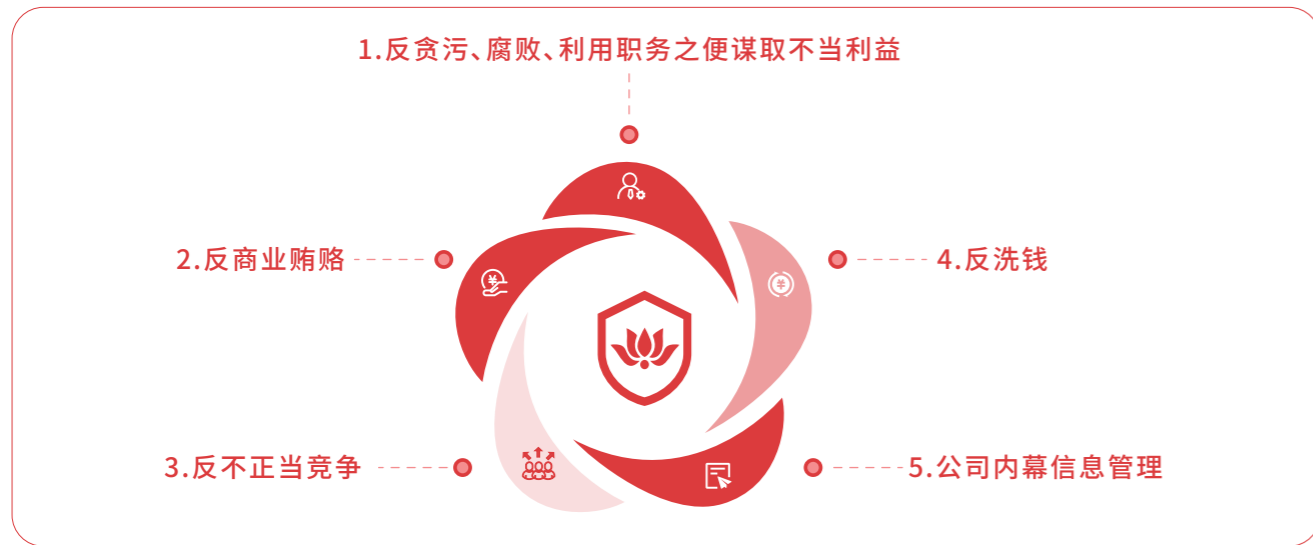 1.反贪污、腐败、利用职务之便谋取不当利益
2.反商业贿赂
4.反洗钱
3.反不正当竞争
5.公司内幕信息管理
¥
¥